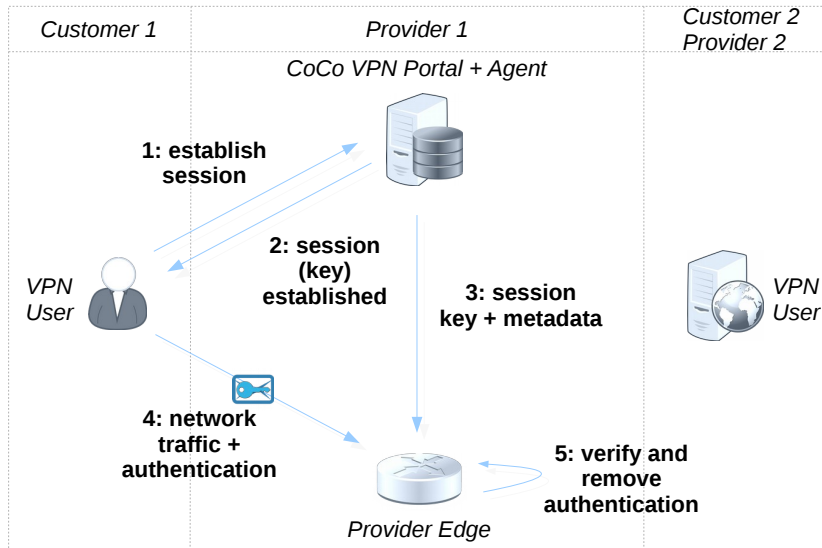 Customer 1
Provider 1
Customer 2
Provider 2
CoCo VPN Portal + Agent
1: establish
session
2: session
(key)
established
3: session
key + metadata
VPN
User
VPN
User
4: network
traffic +
authentication
5: verify and
remove
authentication
Provider Edge